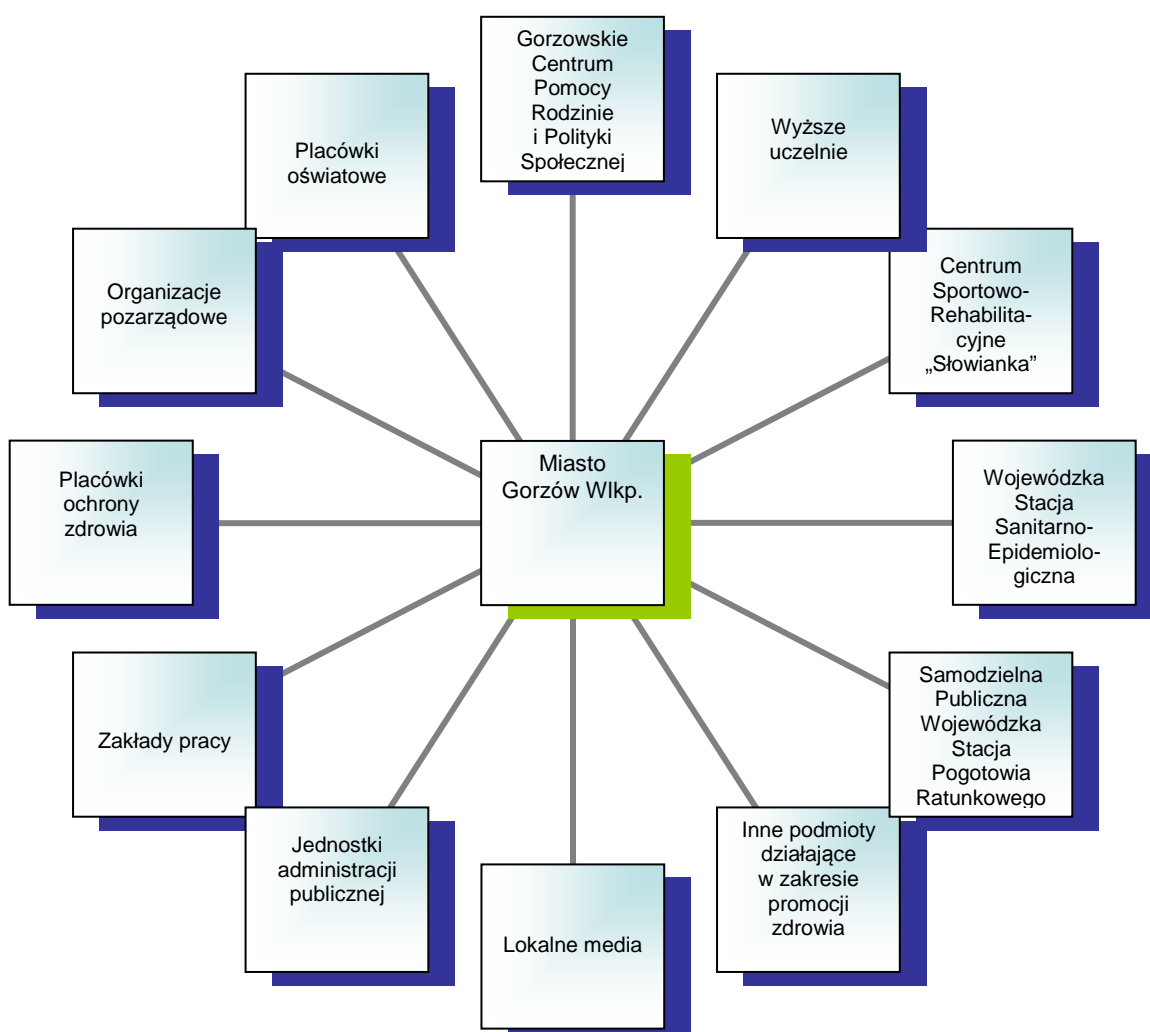 Gorzowskie
Centrum
Pomocy
Rodzinie
i Polityki
Społecznej
Wyższe
uczelnie
Centrum
Sportowo-
Rehabilita-
cyjne
„Słowianka”
Wojewódzka
Stacja
Sanitarno-
Epidemiolo-
giczna
Samodzielna
Publiczna
Wojewódzka
Stacja
Pogotowia
Ratunkowego
Inne podmioty
działające
w zakresie
promocji
zdrowia
Lokalne media
Jednostki
administracji
publicznej
Zakłady pracy
Placówki
ochrony
zdrowia
Organizacje
pozarządowe
Placówki
oświatowe
Miasto
Gorzów Wlkp.